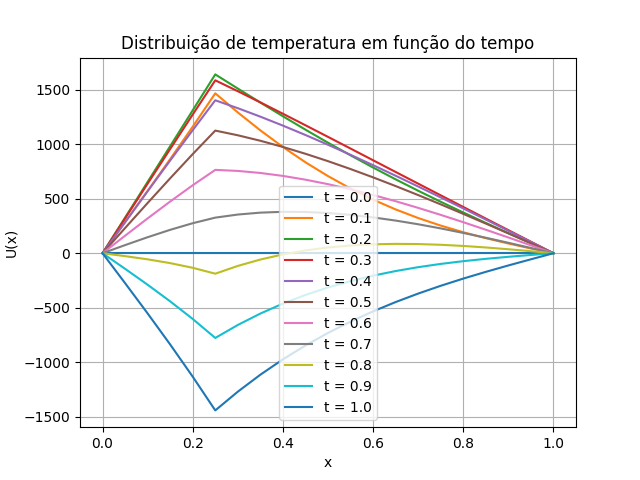 Distribuição de temperatura em função do tempo
1500
1000
500
0
−500
−1000
−1500
U(x)
t = 0.0
t = 0.1
t = 0.2
t = 0.3
t = 0.4
t = 0.5
t = 0.6
t = 0.7
t = 0.8
t = 0.9
t = 1.0
0.0 0.2 0.4 0.6 0.8 1.0
x